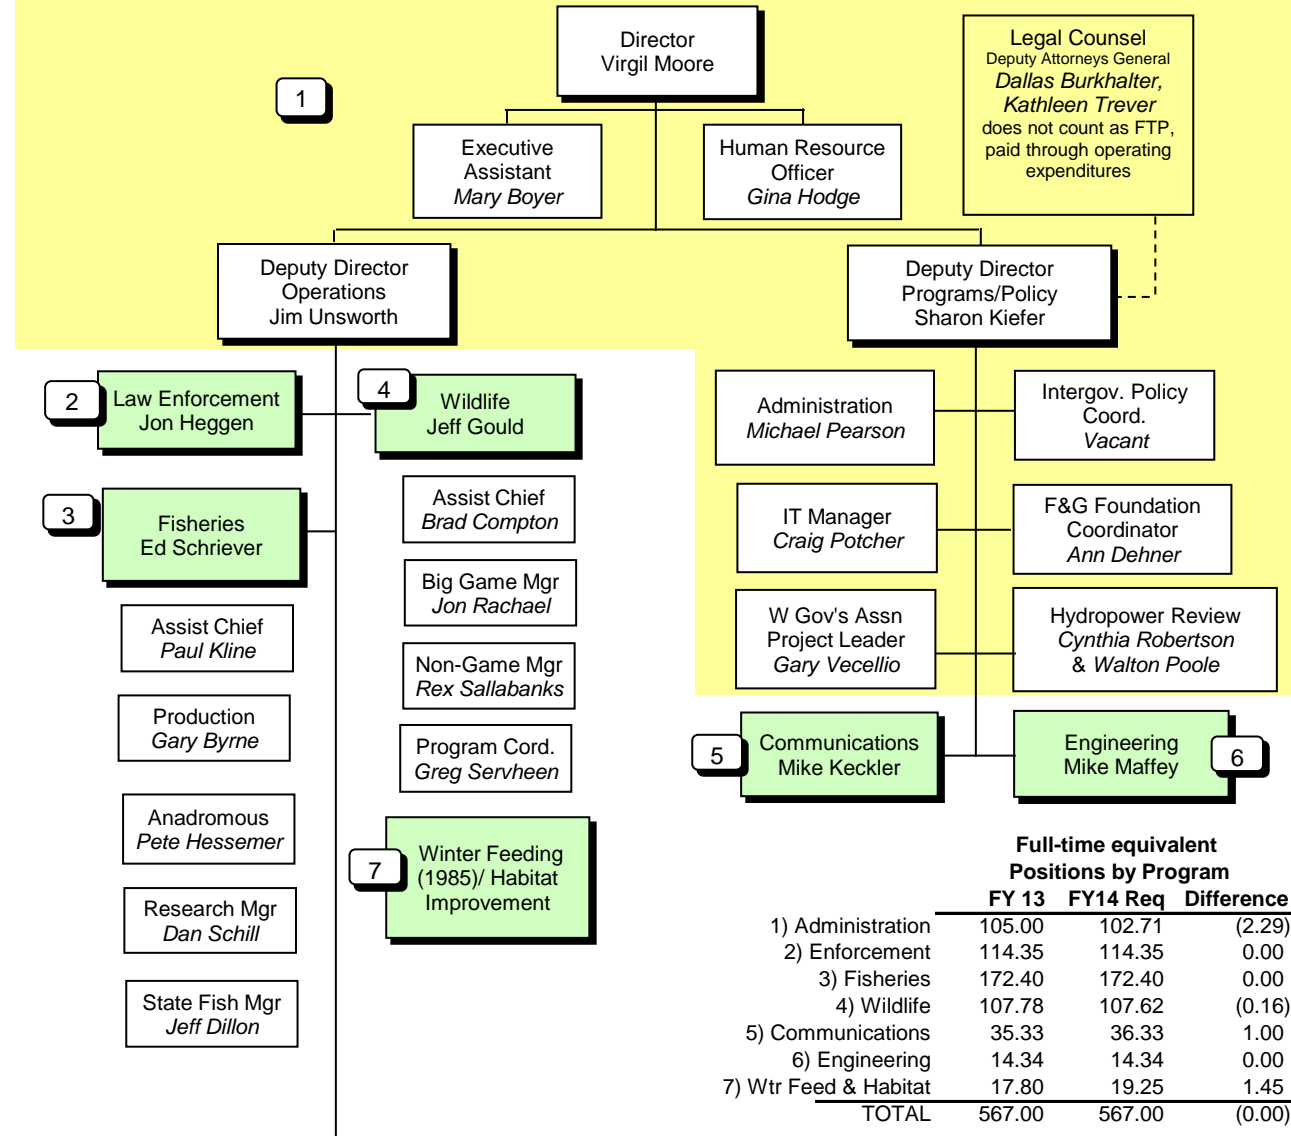 Director
Virgil Moore
Legal Counsel
Deputy Attorneys General
Dallas Burkhalter,
Kathleen Trever
does not count as FTP,
paid through operating
expenditures
1
Executive
Assistant
Mary Boyer
Human Resource
Officer
Gina Hodge
Deputy Director
Operations
Jim Unsworth
Deputy Director
Programs/Policy
Sharon Kiefer
2
Law Enforcement
Jon Heggen
4
Wildlife
Jeff Gould
3
Fisheries
Ed Schriever
Assist Chief
Paul Kline
Production
Gary Byrne
Anadromous
Pete Hessemer
Research Mgr
Dan Schill
State Fish Mgr
Jeff Dillon
Assist Chief
Brad Compton
Big Game Mgr
Jon Rachael
Non-Game Mgr
Rex Sallabanks
Program Cord.
Greg Servheen
7
Winter Feeding
(1985)/ Habitat
Improvement
Administration
Michael Pearson
Intergov. Policy
Coord.
Vacant
IT Manager
Craig Potcher
F&G Foundation
Coordinator
Ann Dehner
W Gov's Assn
Project Leader
Gary Vecellio
Hydropower Review
Cynthia Robertson
& Walton Poole
5
Communications
Mike Keckler
Engineering
Mike Maffey
6
Full-time equivalent
Positions by Program
FY 13 FY14 Req Difference
1) Administration 105.00 102.71 (2.29)
2) Enforcement 114.35 114.35 0.00
3) Fisheries 172.40 172.40 0.00
4) Wildlife 107.78 107.62 (0.16)
5) Communications 35.33 36.33 1.00
6) Engineering 14.34 14.34 0.00
7) Wtr Feed & Habitat 17.80 19.25 1.45
TOTAL 567.00 567.00 (0.00)